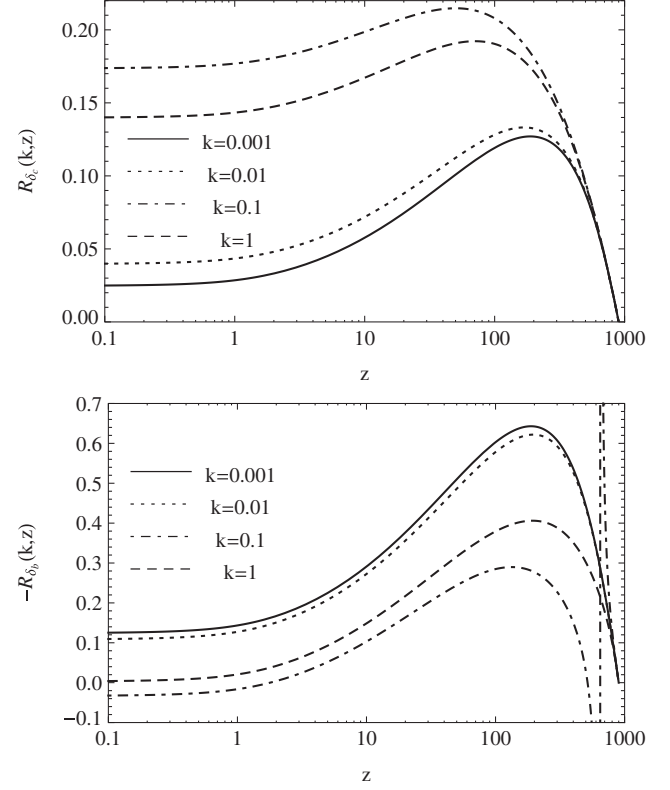 0.20
0.15
0.10
0.05
0.00
R_{δ_c}(k,z)
k=0.001
k=0.01
k=0.1
k=1
0.1 1 10 100 1000
z
0.7
0.6
0.5
0.4
0.3
0.2
0.1
0.0
−0.1
−R_{δ_b}(k,z)
k=0.001
k=0.01
k=0.1
k=1
0.1 1 10 100 1000
z